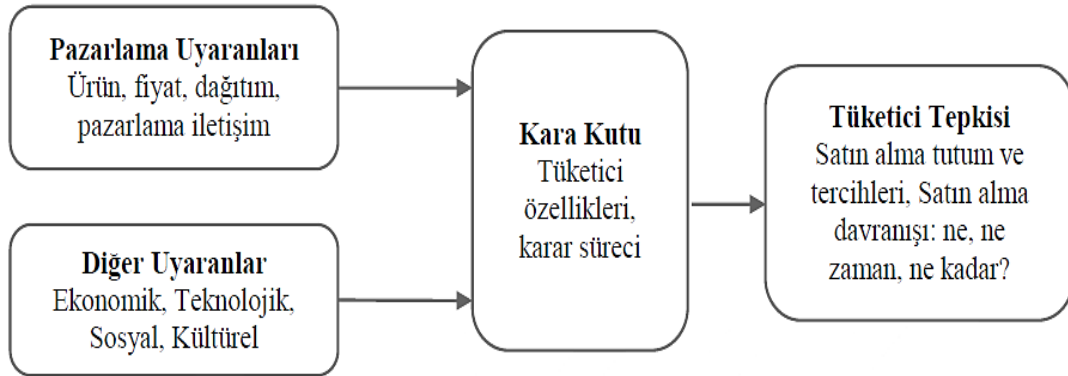 Pazarlama Uyaranları
Ürün, fiyat, dağıtım,
pazarlama iletişim
Diğer Uyaranlar
Ekonomik, Teknolojik,
Sosyal, Kültürel
Kara Kutu
Tüketici
özellikleri,
karar süreci
Tüketici Tepkisi
Satın alma tutum ve
tercihleri, Satın alma
davranışı: ne, ne
zaman, ne kadar?